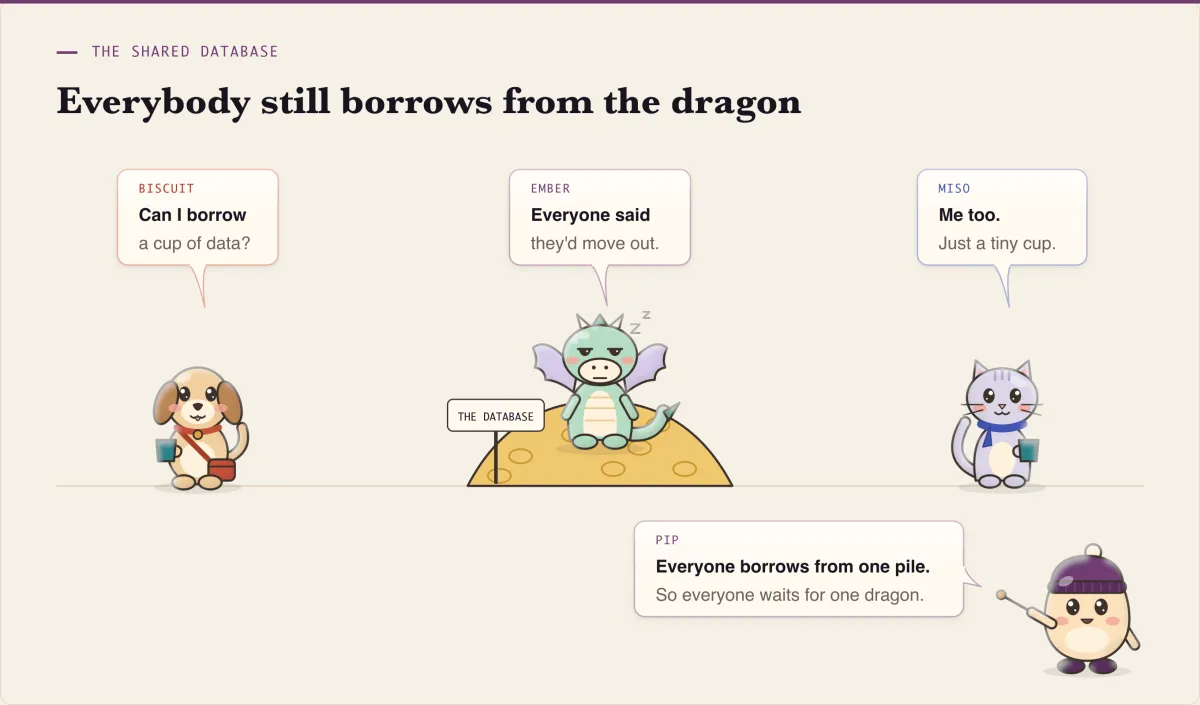 THE SHARED DATABASE
Everybody still borrows from the dragon
BISCUIT
Can I borrow
a cup of data?
EMBER
Everyone said
they'd move out.
MISO
Me too.
Just a tiny cup.
z
z
THE DATABASE
PIP
Everyone borrows from one pile.
So everyone waits for one dragon.